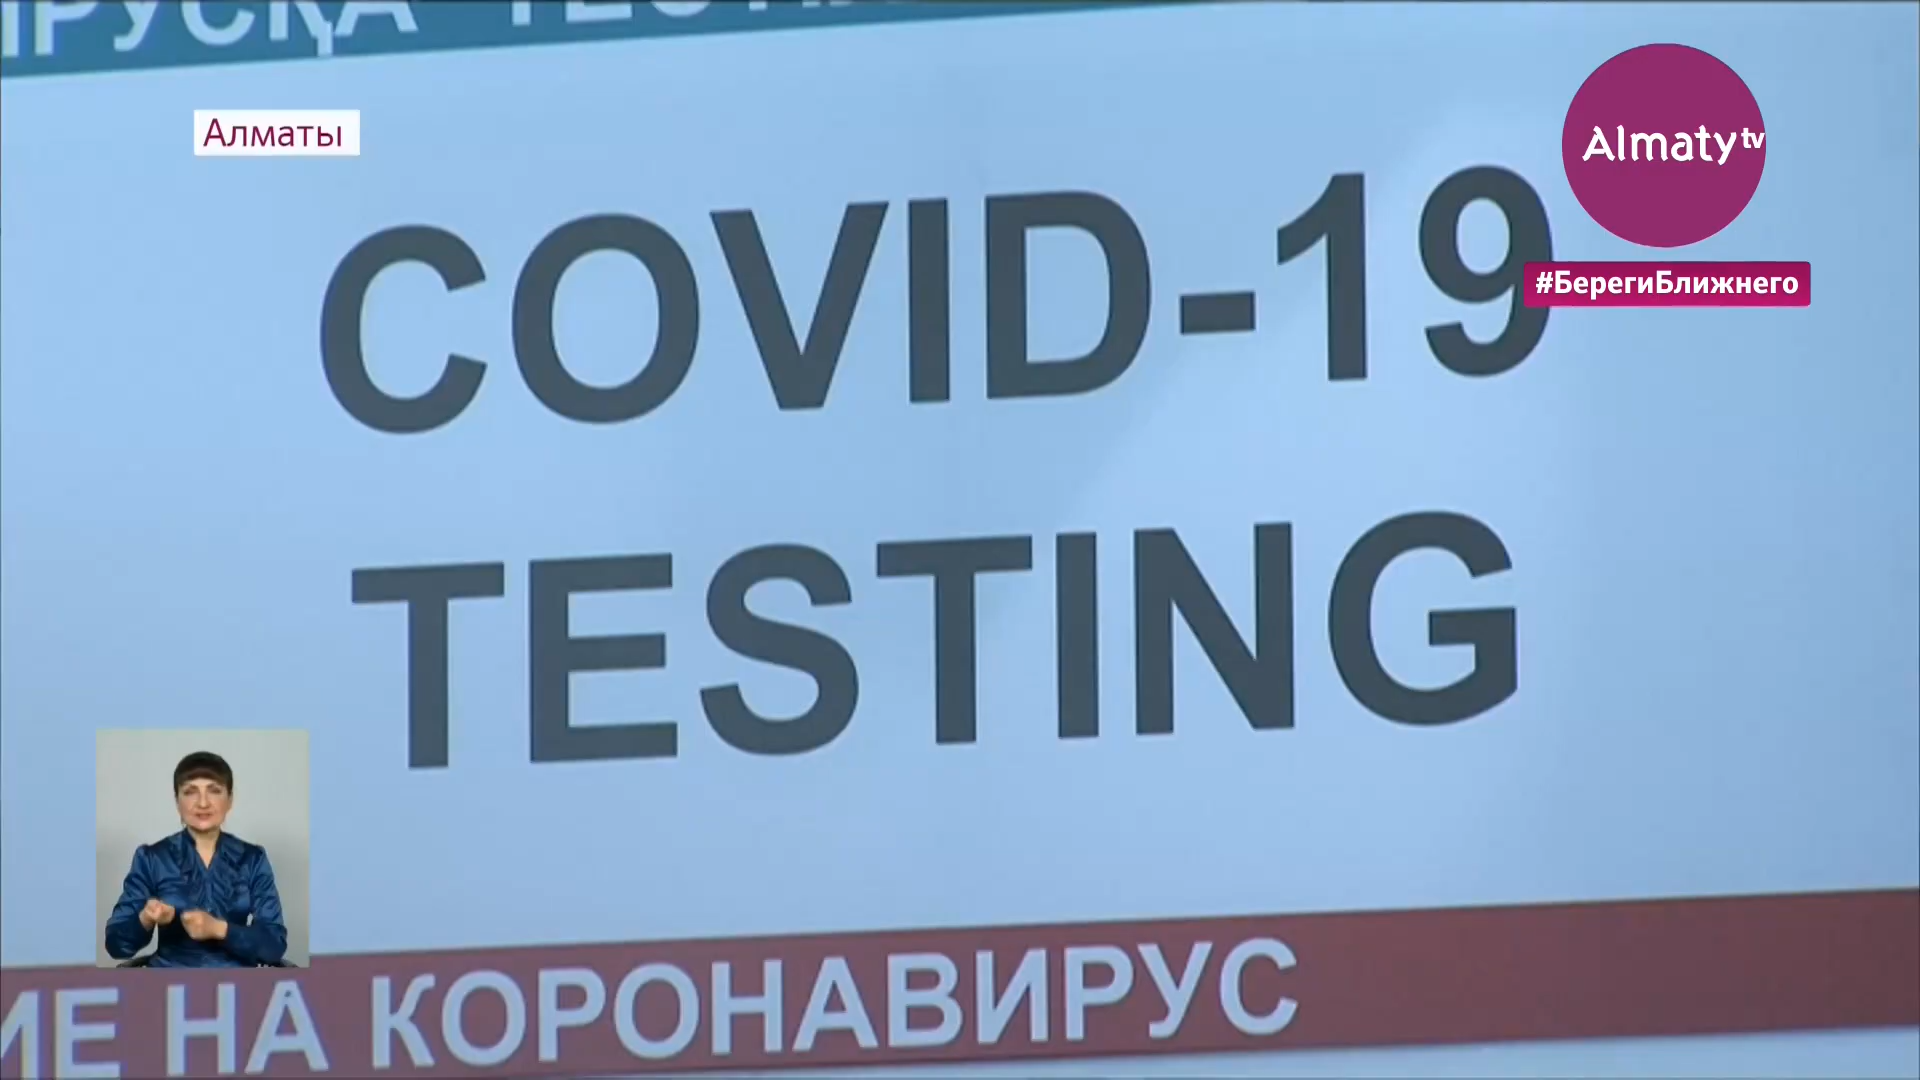 Алматы
Almaty tv
#БерегиБлижнего
COVID-19
TESTING
НА КОРОНАВИРУС